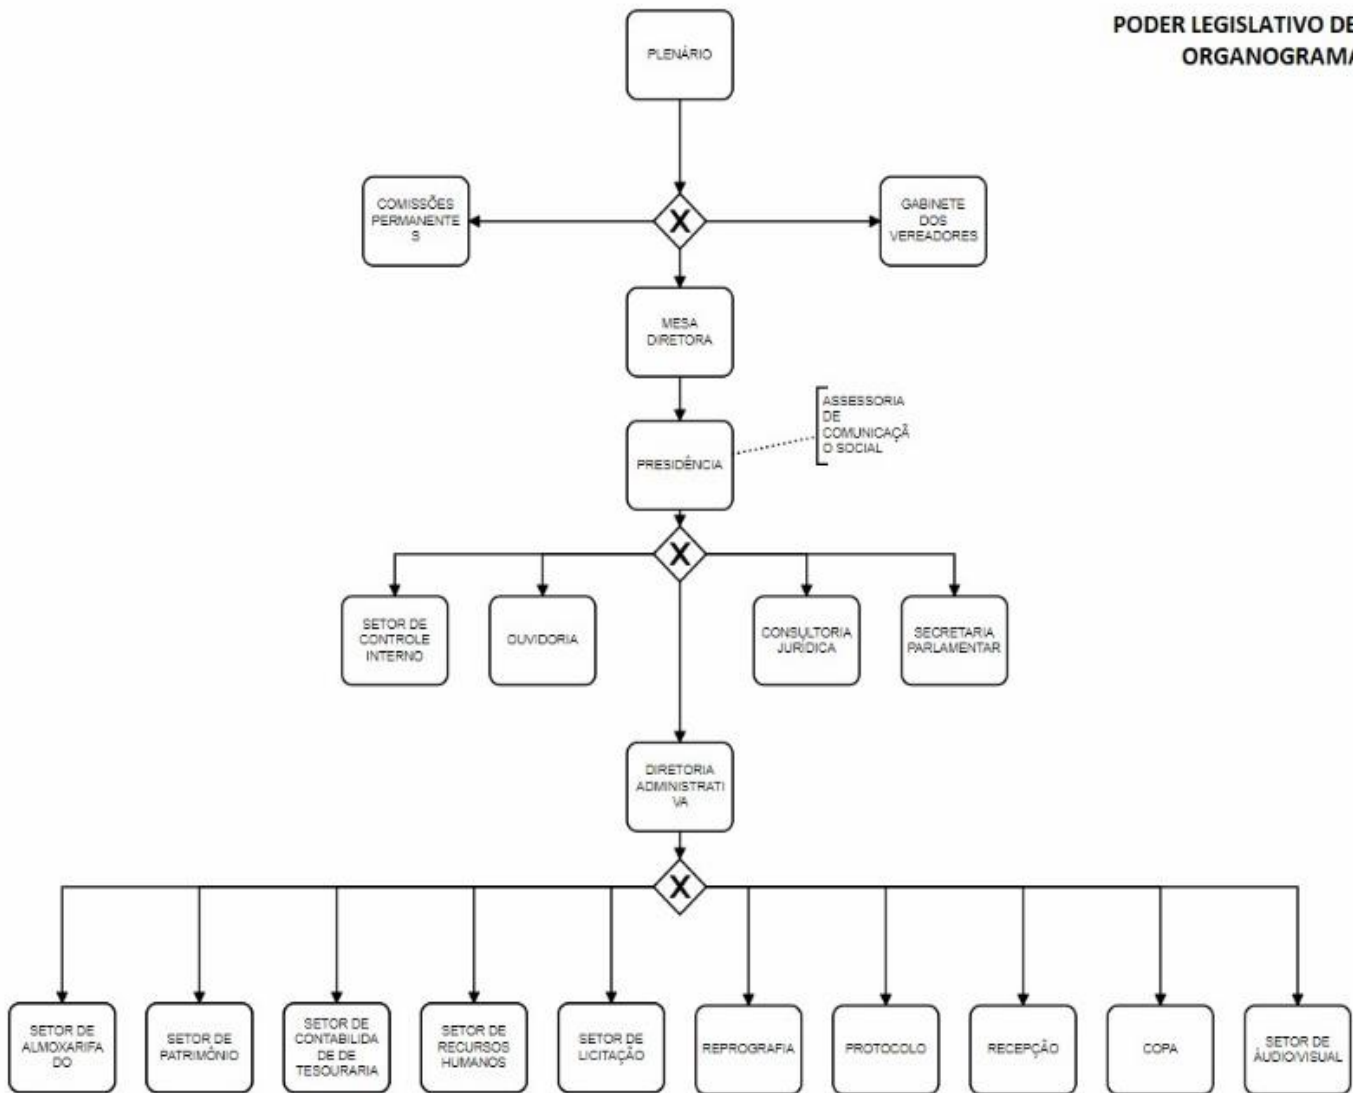 PODER LEGISLATIVO DE
ORGANOGRAMA
PLENÁRIO
COMISSÕES
PERMANENTE
S
X
GABINETE
DOS
VEREADORES
MESA
DIRETORA
ASSESSORIA
DE
COMUNICAÇÃ
O SOCIAL
PRESIDÊNCIA
X
SETOR DE
CONTROLE
INTERNO
OUVIDORIA
CONSULTORIA
JURÍDICA
SECRETARIA
PARLAMENTAR
DIRETORIA
ADMINISTRATI
VA
X
SETOR DE
ALMOXARIFA
DO
SETOR DE
PATRIMÔNIO
SETOR DE
CONTABILIDA
DE DE
TESOURARIA
SETOR DE
RECURSOS
HUMANOS
SETOR DE
LICITAÇÃO
REPROGRAFIA
PROTOCOLO
RECEPÇÃO
COPA
SETOR DE
ÁUDIO/VISUAL